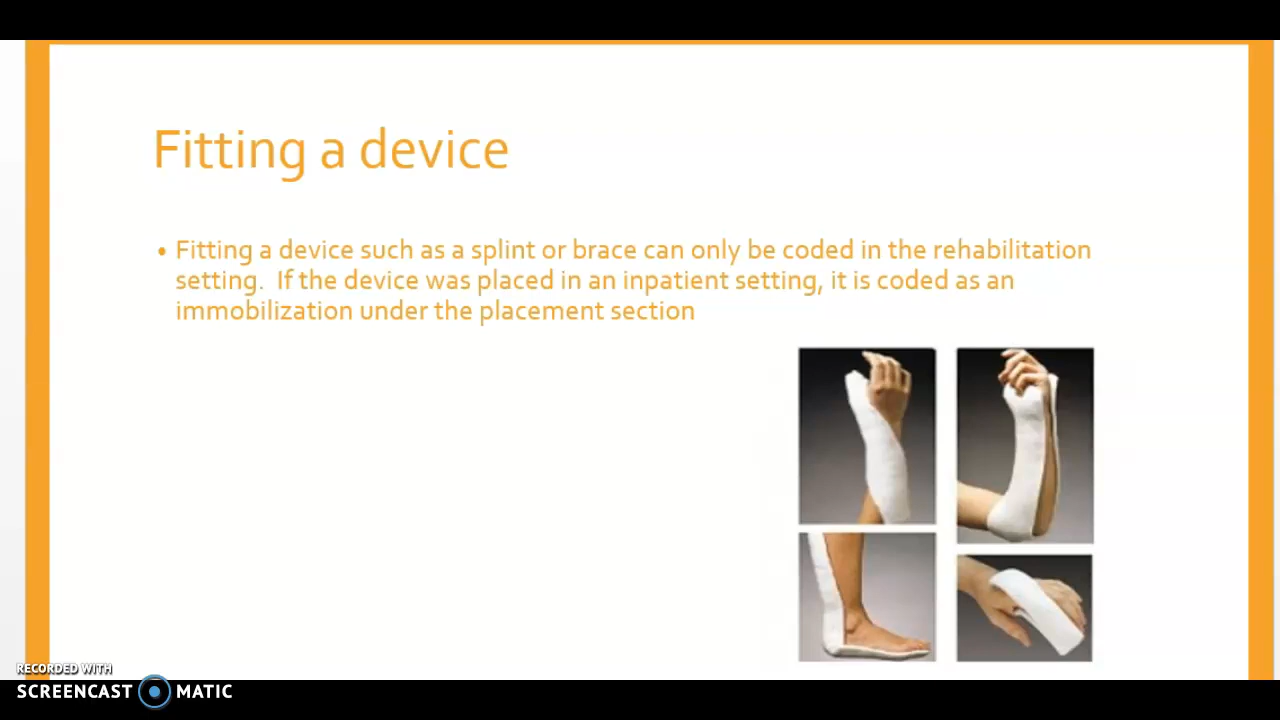 Fitting a device
• Fitting a device such as a splint or brace can only be coded in the rehabilitation
setting.  If the device was placed in an inpatient setting, it is coded as an
immobilization under the placement section
RECORDED WITH
SCREENCAST MATIC